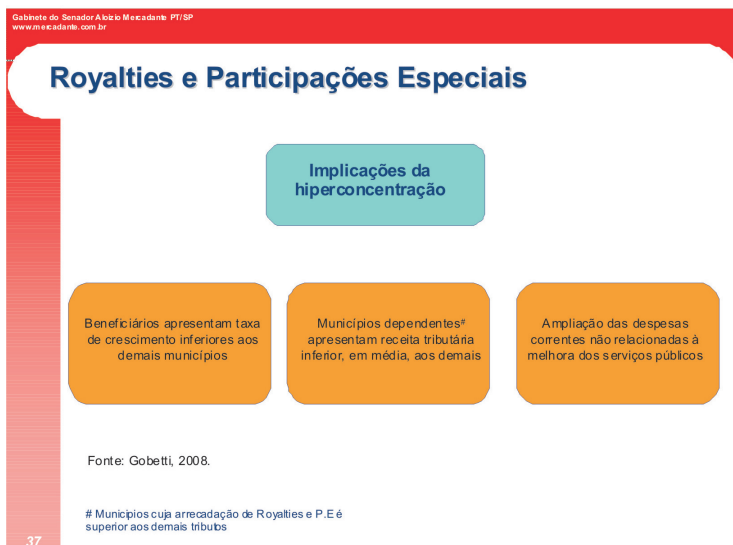 Gabinete do Senador Aloizio Mercadante PT/SP
www.mercadante.com.br
Royalties e Participações Especiais
Implicações da
hiperconcentração
Beneficiários apresentam taxa
de crescimento inferiores aos
demais municípios
Municípios dependentes#
apresentam receita tributária
inferior, em média, aos demais
Ampliação das despesas
correntes não relacionadas à
melhora dos serviços públicos
Fonte: Gobetti, 2008.
# Municipios cuja arrecadação de Royalties e P.E é
superior aos demais tributos
37